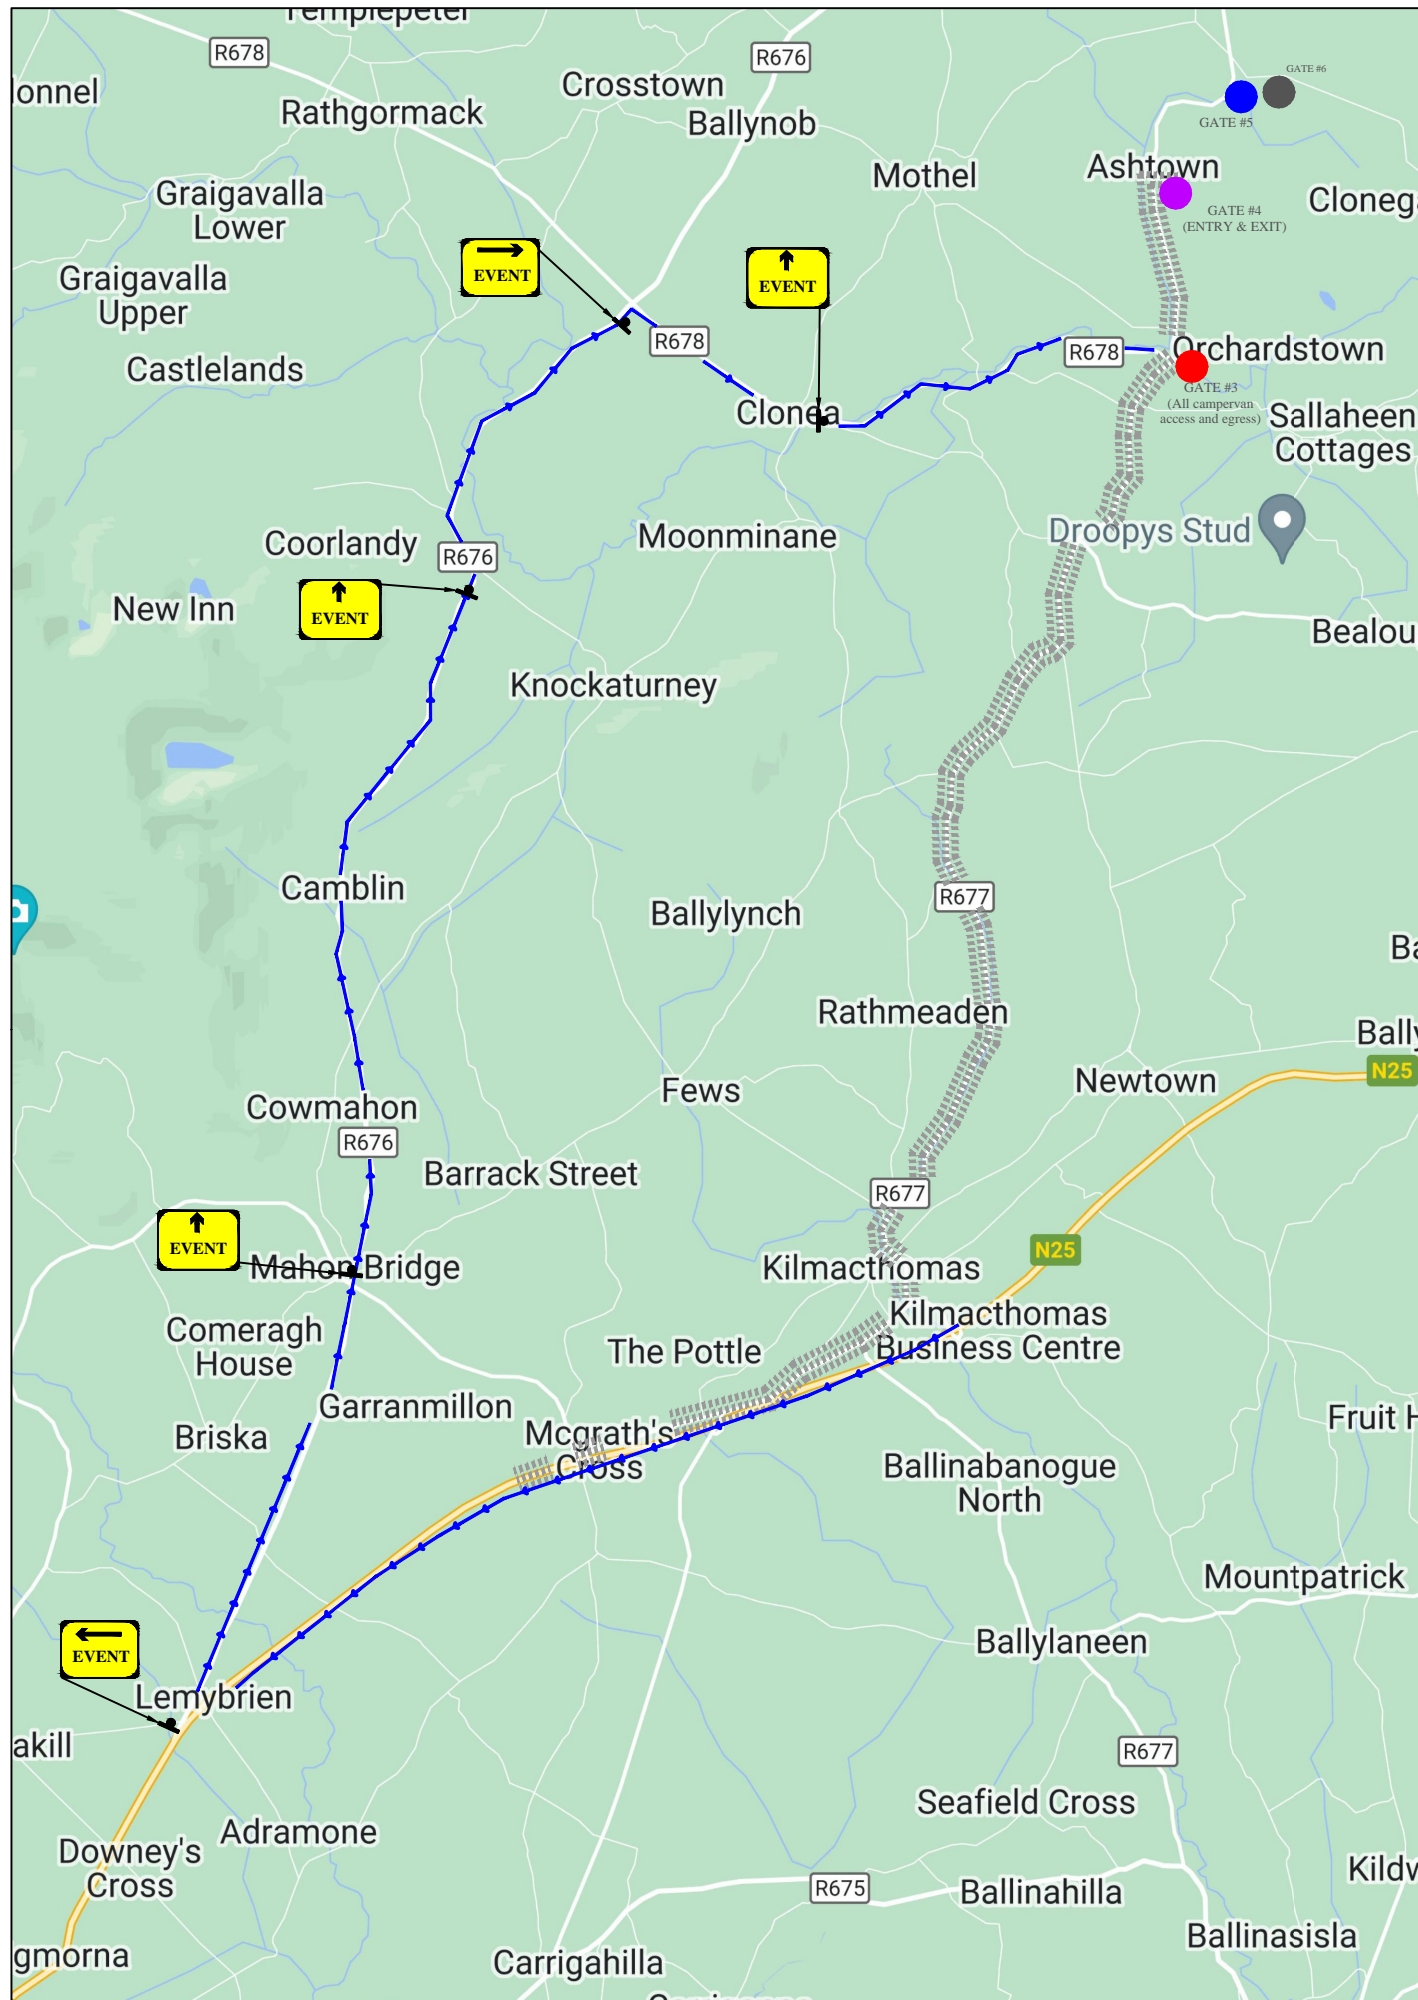 Templepeter
R678
R676
GATE #6
lonnel
Crosstown
Rathgormack
Ballynob
GATE #5
Mothel
Ashtown
Graigavalla
Lower
Cloneg
GATE #4
(ENTRY & EXIT)
EVENT
EVENT
Graigavalla
Upper
R678
R678
Orchardstown
Castlelands
GATE #3
(All campervan
access and egress)
Clonea
Sallaheen
Cottages
Droopys Stud
Moonminane
Coorlandy
R676
New Inn
EVENT
Bealou
Knockaturney
Camblin
R677
Ballylynch
Ba
Rathmeaden
Bally
N25
Fews
Newtown
Cowmahon
R676
Barrack Street
R677
EVENT
N25
Mahon Bridge
Kilmacthomas
Kilmacthomas
Business Centre
Comeragh
House
The Pottle
Garranmillon
Fruit H
Briska
Mcgrath's
Cross
Ballinabanogue
North
Mountpatrick
EVENT
Ballylaneen
Lemybrien
akill
R677
Seafield Cross
Adramone
Downey's
Cross
Kildw
R675
Ballinahilla
Ballinasisla
gmorna
Carrigahilla